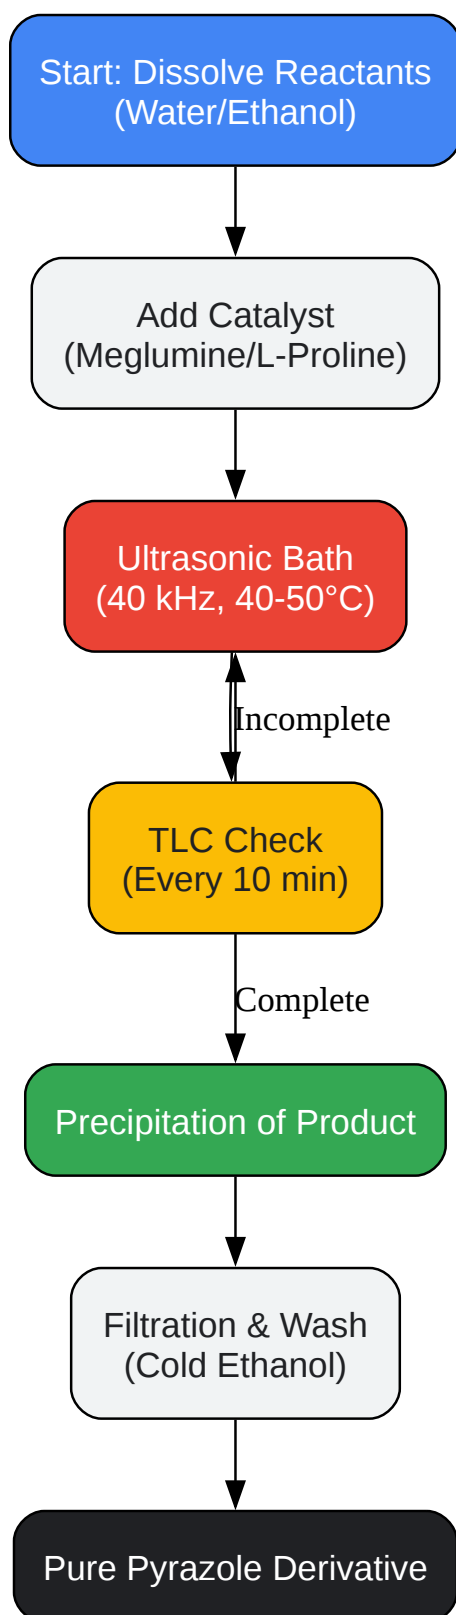 Start: Dissolve Reactants
(Water/Ethanol)
Add Catalyst
(Meglumine/L-Proline)
Ultrasonic Bath
(40 kHz, 40-50°C)
Incomplete
TLC Check
(Every 10 min)
Complete
Precipitation of Product
Filtration & Wash
(Cold Ethanol)
Pure Pyrazole Derivative